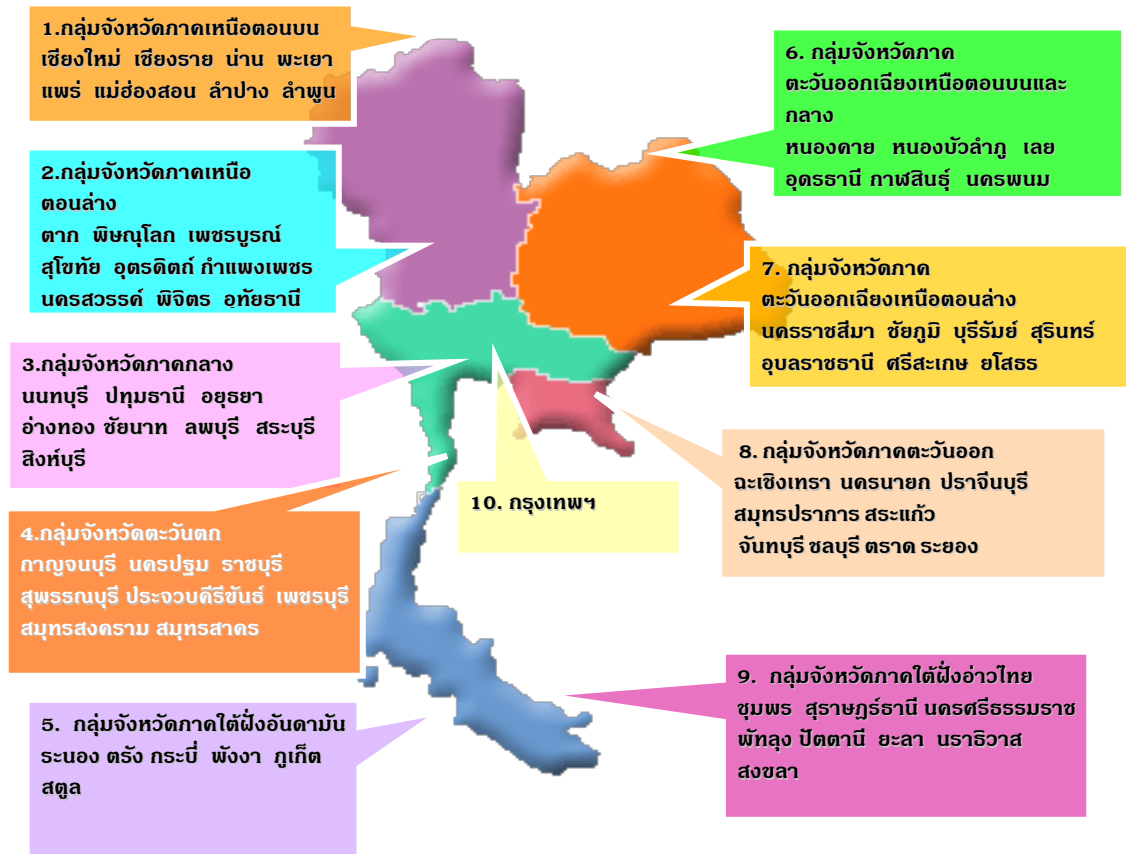 1.กลุ่มจังหวัดภาคเหนือตอนบน
เชียงใหม่ เชียงราย น่าน พะเยา
แพร่ แม่ฮ่องสอน ลำปาง ลำพูน
2.กลุ่มจังหวัดภาคเหนือ
ตอนล่าง
ตาก พิษณุโลก เพชรบูรณ์
สุโขทัย อุตรดิตถ์ กำแพงเพชร
นครสวรรค์ พิจิตร อุทัยธานี
3.กลุ่มจังหวัดภาคกลาง
นนทบุรี ปทุมธานี อยุธยา
อ่างทอง ชัยนาท ลพบุรี สระบุรี
สิงห์บุรี
4.กลุ่มจังหวัดตะวันตก
กาญจนบุรี นครปฐม ราชบุรี
สุพรรณบุรี ประจวบคีรีขันธ์ เพชรบุรี
สมุทรสงคราม สมุทรสาคร
5. กลุ่มจังหวัดภาคใต้ฝั่งอันดามัน
ระนอง ตรัง กระบี่ พังงา ภูเก็ต
สตูล
6. กลุ่มจังหวัดภาค
ตะวันออกเฉียงเหนือตอนบนและ
กลาง
หนองคาย หนองบัวลำภู เลย
อุดรธานี กาฬสินธุ์ นครพนม
7. กลุ่มจังหวัดภาค
ตะวันออกเฉียงเหนือตอนล่าง
นครราชสีมา ชัยภูมิ บุรีรัมย์ สุรินทร์
อุบลราชธานี ศรีสะเกษ ยโสธร
8. กลุ่มจังหวัดภาคตะวันออก
ฉะเชิงเทรา นครนายก ปราจีนบุรี
สมุทรปราการ สระแก้ว
จันทบุรี ชลบุรี ตราด ระยอง
9. กลุ่มจังหวัดภาคใต้ฝั่งอ่าวไทย
ชุมพร สุราษฎร์ธานี นครศรีธรรมราช
พัทลุง ปัตตานี ยะลา นราธิวาส
สงขลา
10. กรุงเทพฯ